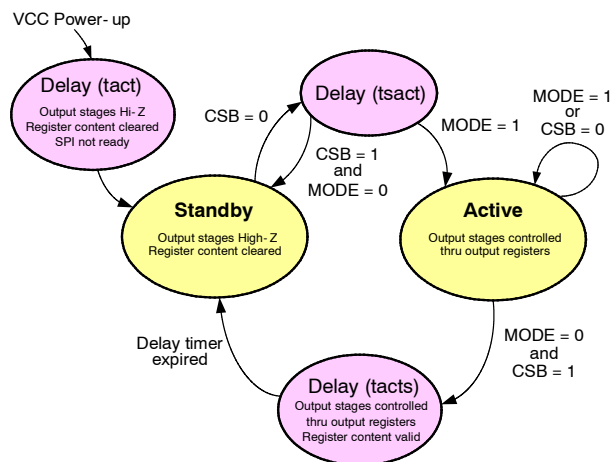 VCC Power- up
Delay (tact)
Output stages Hi- Z
Register content cleared
SPI not ready
CSB = 0
Delay (tsact)
CSB = 1
and
MODE = 0
MODE = 1
MODE = 1
or
CSB = 0
Standby
Output stages High- Z
Register content cleared
Active
Output stages controlled
thru output registers
Delay timer
expired
MODE = 0
and
CSB = 1
Delay (tacts)
Output stages controlled
thru output registers
Register content valid